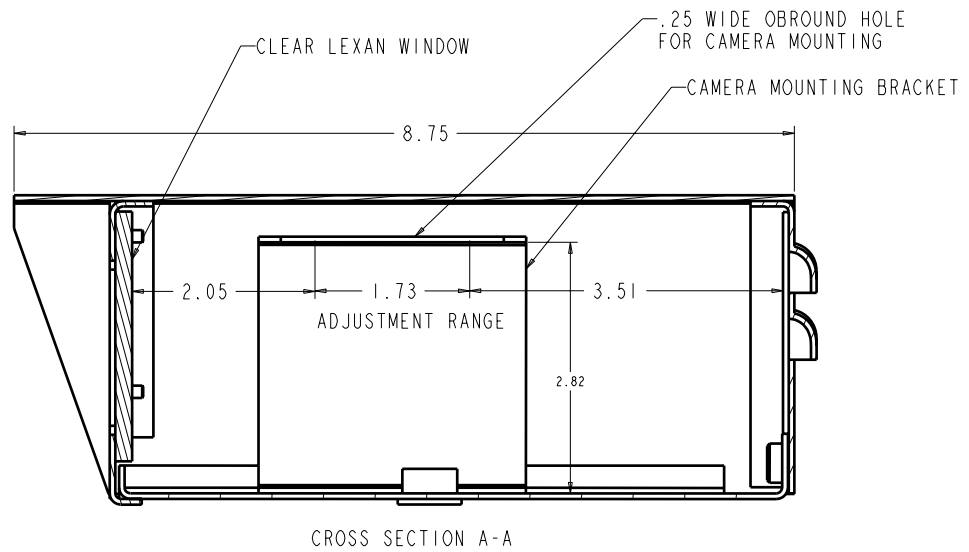 .25 WIDE OBROUND HOLE
FOR CAMERA MOUNTING
CLEAR LEXAN WINDOW
CAMERA MOUNTING BRACKET
8.75
2.05
1.73
3.51
ADJUSTMENT RANGE
2.82
CROSS SECTION A-A